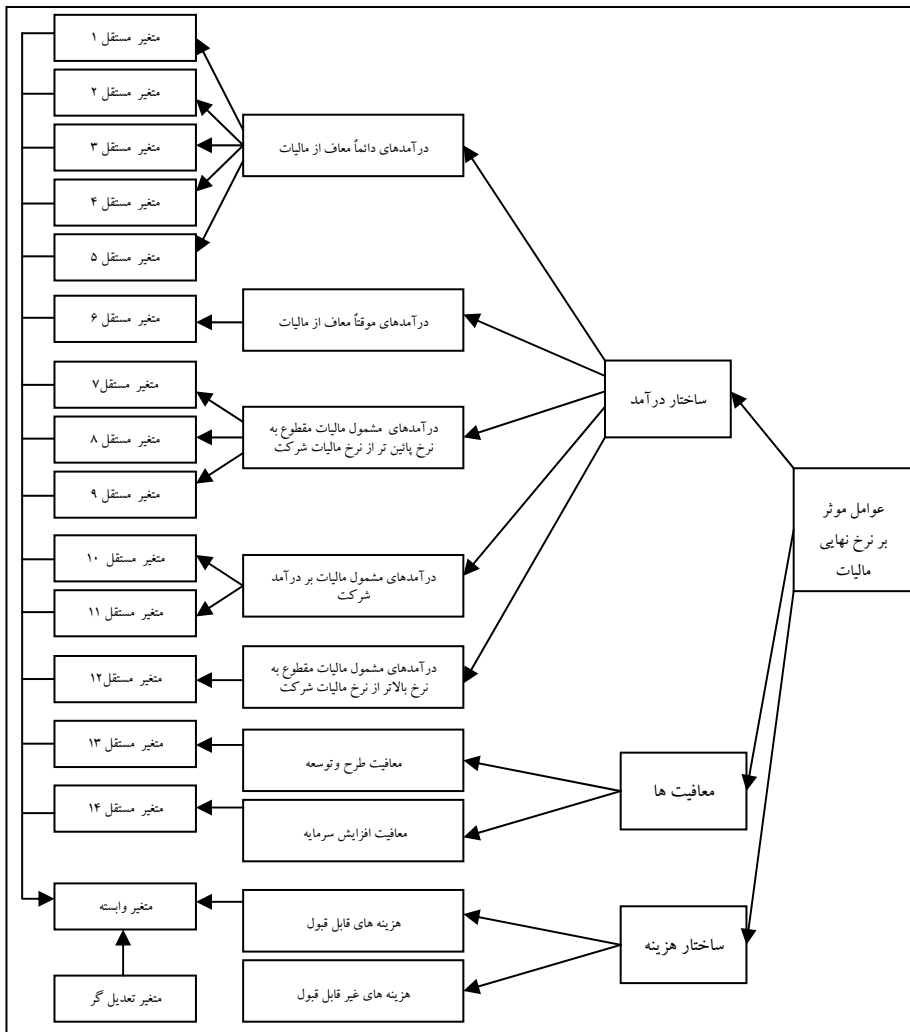 عوامل موثر
بر نرخ نهایی
مالیات
ساختار درآمد
معافیت ها
ساختار هزینه
درآمدهای دائماً معاف از مالیات
درآمدهای موقتاً معاف از مالیات
درآمدهای مشمول مالیات مقطوع به
نرخ پائین تر از نرخ مالیات شرکت
درآمدهای مشمول مالیات بر درآمد
شرکت
درآمدهای مشمول مالیات مقطوع به
نرخ بالاتر از نرخ مالیات شرکت
معافیت طرح وتوسعه
معافیت افزایش سرمایه
هزینه های قابل قبول
هزینه های غیر قابل قبول
متغیر مستقل ۱
متغیر مستقل ۲
متغیر مستقل ۳
متغیر مستقل ۴
متغیر مستقل ۵
متغیر مستقل ۶
متغیر مستقل۷
متغیر مستقل ۸
متغیر مستقل ۹
متغیر مستقل ۱۰
متغیر مستقل ۱۱
متغیر مستقل۱۲
متغیر مستقل ۱۳
متغیر مستقل ۱۴
متغیر وابسته
متغیر تعدیل گر